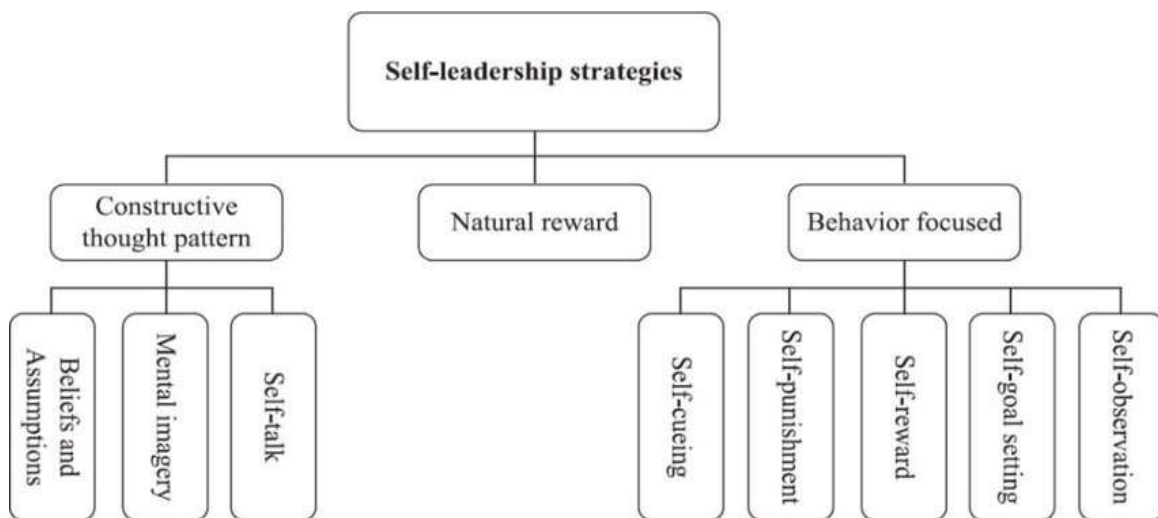 Self-leadership strategies
Constructive
thought pattern
Natural reward
Behavior focused
Beliefs and
Assumptions
Mental imagery
Self-talk
Self-cueing
Self-punishment
Self-reward
Self-goal setting
Self-observation